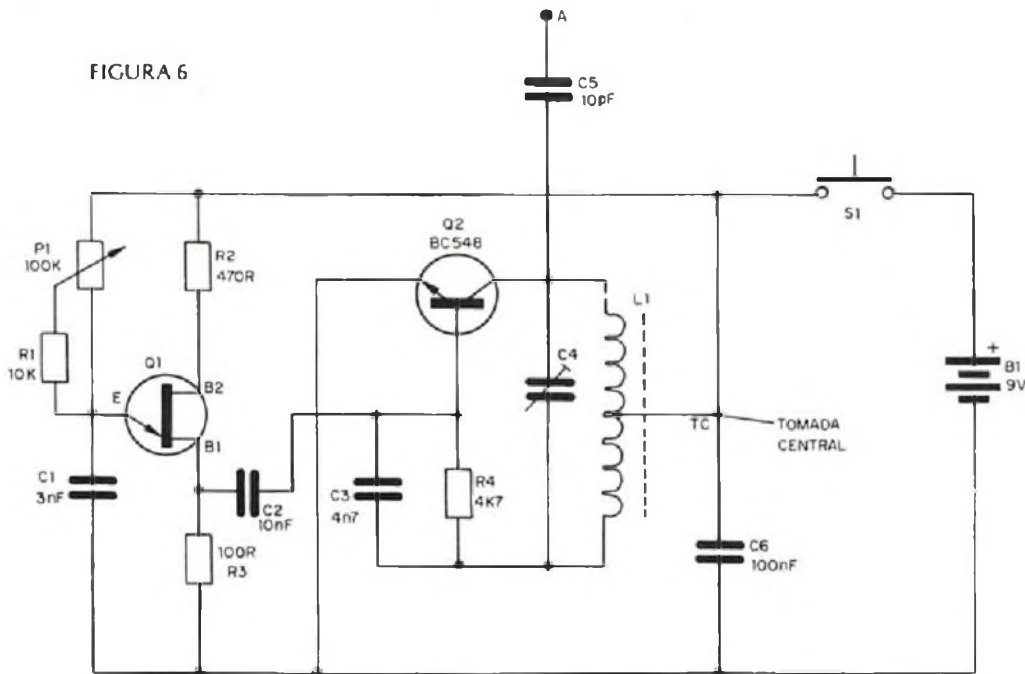 A
FIGURA 6
C5
10pF
S1
Q2
BC548
P1
100K
R2
470R
L1
+
B1
9V
R1
10K
Q1
C4
E
B2
TC
TOMADA
CENTRAL
B1
C1
3nF
C2
10nF
C3
4n7
R4
4K7
100R
R3
C6
100nF